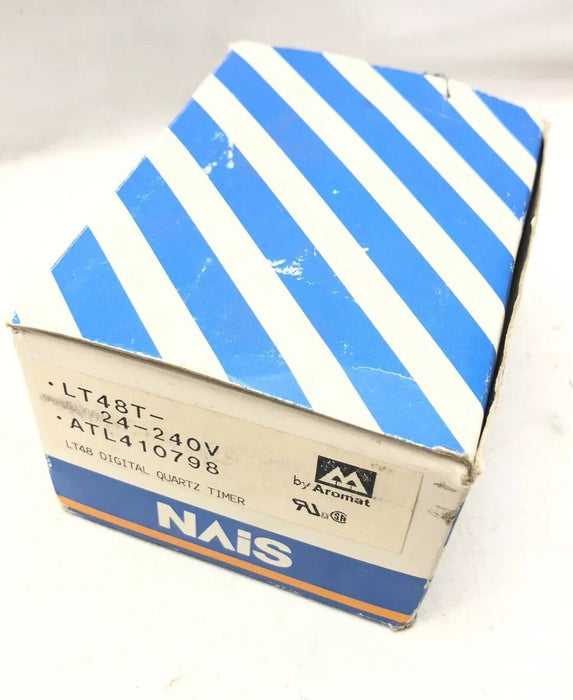 ·LT48T-
24-240V
·ATL410798
LT48 DIGITAL QUARTZ TIMER
by Aromat
NAiS